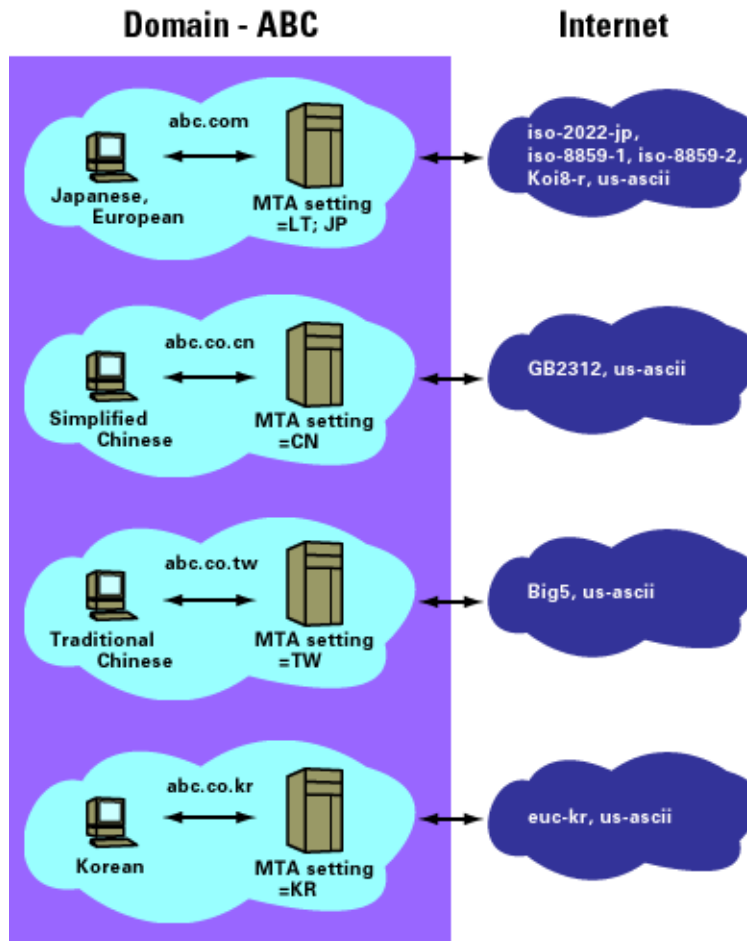 Domain - ABC
Internet
abc.com
Japanese,
European
MTA setting
=LT; JP
iso-2022-jp,
iso-8859-1, iso-8859-2,
Koi8-r, us-ascii
abc.co.cn
Simplified
Chinese
MTA setting
=CN
GB2312, us-ascii
abc.co.tw
Traditional
Chinese
MTA setting
=TW
Big5, us-ascii
abc.co.kr
Korean
MTA setting
=KR
euc-kr, us-ascii